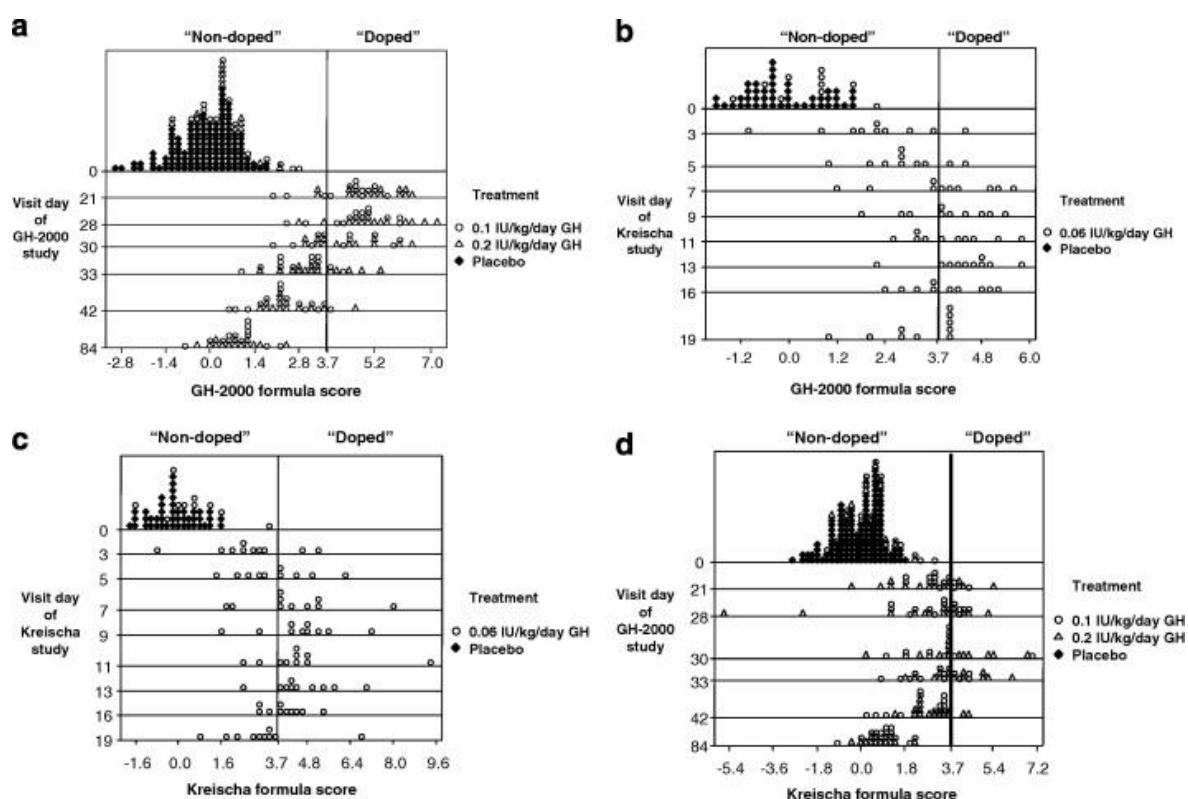 a
"Non-doped" "Doped"
0
21
28
30
33
42
84
Visit day
of
GH-2000
study
Treatment
0.1 IU/kg/day GH
0.2 IU/kg/day GH
Placebo
-2.8 -1.4 0.0 1.4 2.8 3.7 5.2 7.0
GH-2000 formula score
b
"Non-doped" "Doped"
0
3
5
7
9
11
13
16
19
Visit day
of
Kreischa
study
Treatment
0.06 IU/kg/day GH
Placebo
-1.2 0.0 1.2 2.4 3.7 4.8 6.0
GH-2000 formula score
c
"Non-doped" "Doped"
0
3
5
7
9
11
13
16
19
Visit day
of
Kreischa
study
Treatment
0.06 IU/kg/day GH
Placebo
-1.6 0.0 1.6 3.7 4.8 6.4 8.0 9.6
Kreischa formula score
d
"Non-doped" "Doped"
0
21
28
30
33
42
84
Visit day
of
GH-2000
study
Treatment
0.1 IU/kg/day GH
0.2 IU/kg/day GH
Placebo
-5.4 -3.6 0.0 1.8 3.7 5.4 7.2
Kreischa formula score